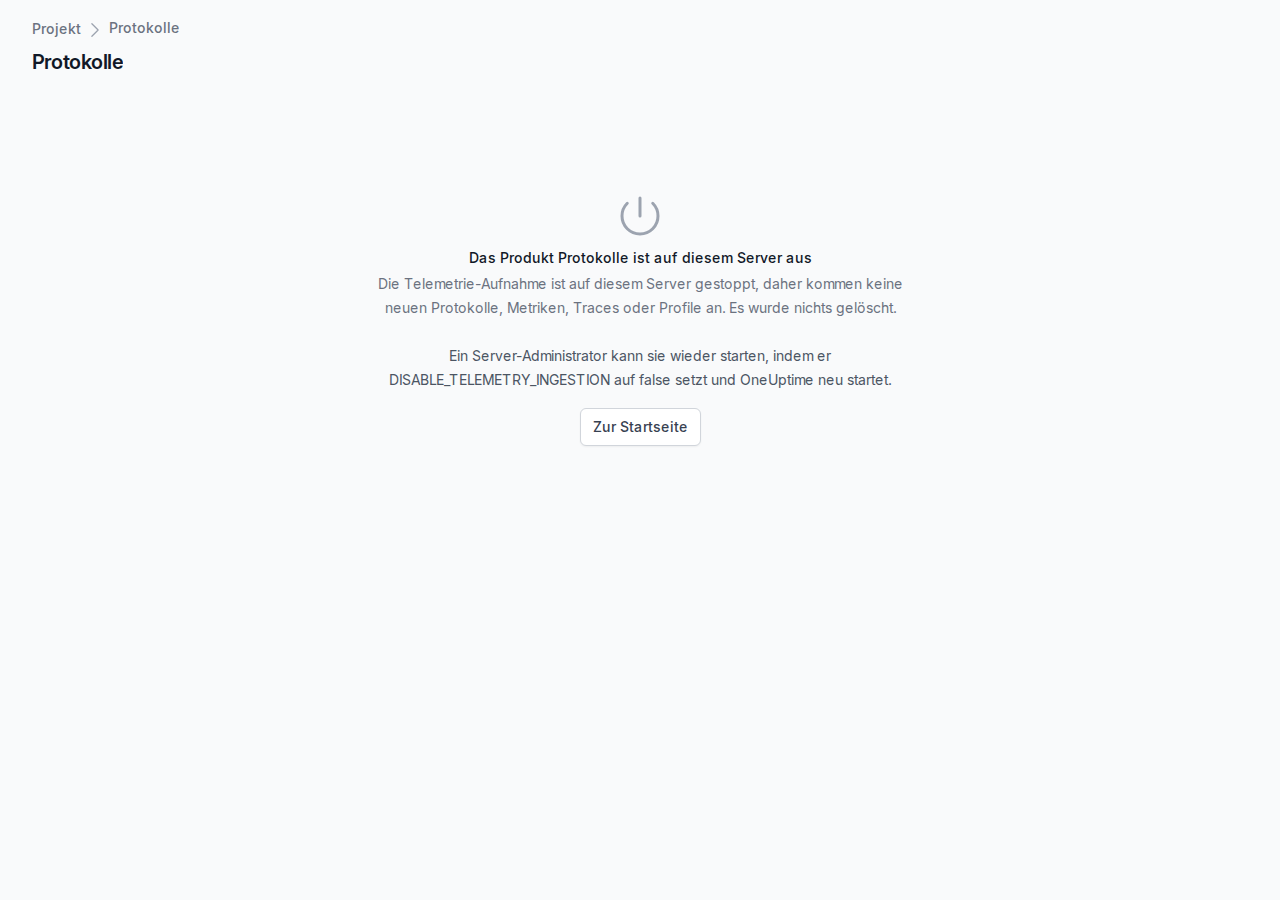 Projekt
Protokolle
Protokolle
Das Produkt Protokolle ist auf diesem Server aus
Die Telemetrie-Aufnahme ist auf diesem Server gestoppt, daher kommen keine
neuen Protokolle, Metriken, Traces oder Profile an. Es wurde nichts gelöscht.
Ein Server-Administrator kann sie wieder starten, indem er
DISABLE_TELEMETRY_INGESTION auf false setzt und OneUptime neu startet.
Zur Startseite